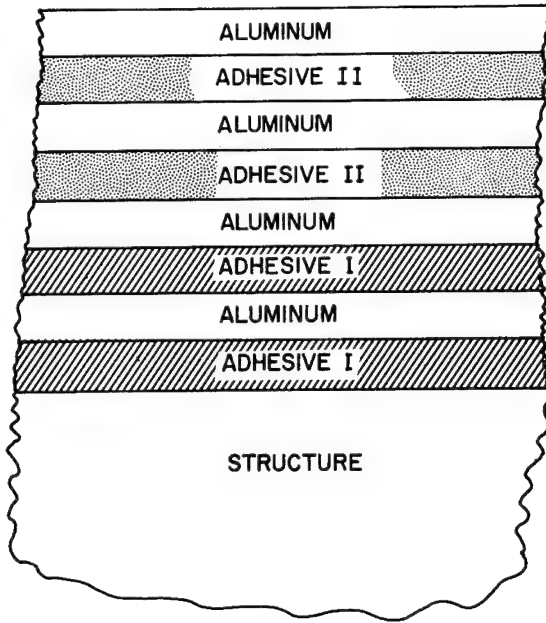 ALUMINUM
ADHESIVE II
ALUMINUM
ADHESIVE II
ALUMINUM
ADHESIVE I
ALUMINUM
ADHESIVE I
STRUCTURE